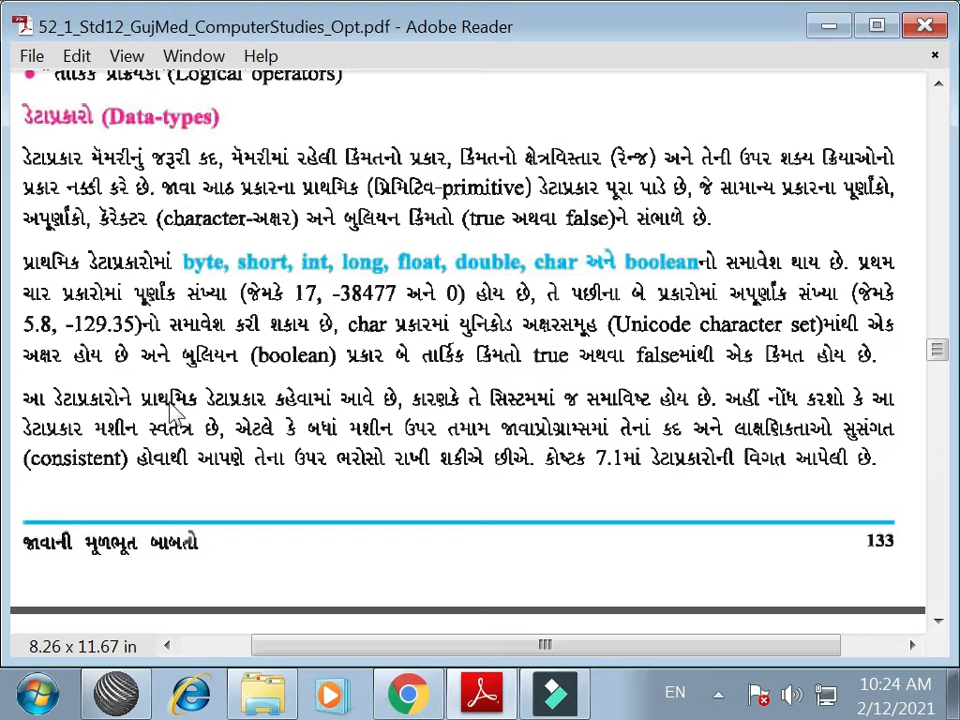 52_1_Std12_GujMed_ComputerStudies_Opt.pdf - Adobe Reader
File Edit View Window Help
• "તાર્કિક પ્રક્રિયકો (Logical operators)
ડેટાપ્રકારો (Data-types)
ડેટાપ્રકાર મૅમરીનું જરૂરી કદ, મૅમરીમાં રહેલી કિંમતનો પ્રકાર, કિંમતનો ક્ષેત્રવિસ્તાર (રેન્જ) અને તેની ઉપર શક્ય ક્રિયાઓનો
પ્રકાર નક્કી કરે છે. જાવા આઠ પ્રકારના પ્રાથમિક (પ્રિમિટિવ-primitive) ડેટાપ્રકાર પૂરા પાડે છે, જે સામાન્ય પ્રકારના પૂર્ણાંકો,
અપૂર્ણાંકો, કૅરેક્ટર (character-અક્ષર) અને બુલિયન કિંમતો (true અથવા false)ને સંભાળે છે.
પ્રાથમિક ડેટાપ્રકારોમાં byte, short, int, long, float, double, char અને booleanનો સમાવેશ થાય છે. પ્રથમ
ચાર પ્રકારોમાં પૂર્ણાંક સંખ્યા (જેમકે 17, -38477 અને 0) હોય છે, તે પછીના બે પ્રકારોમાં અપૂર્ણાંક સંખ્યા (જેમકે
5.8, -129.35)નો સમાવેશ કરી શકાય છે, char પ્રકારમાં યુનિકોડ અક્ષરસમૂહ (Unicode character set)માંથી એક
અક્ષર હોય છે અને બુલિયન (boolean) પ્રકાર બે તાર્કિક કિંમતો true અથવા falseમાંથી એક કિંમત હોય છે.
આ ડેટાપ્રકારોને પ્રાથમિક ડેટાપ્રકાર કહેવામાં આવે છે, કારણકે તે સિસ્ટમમાં જ સમાવિષ્ટ હોય છે. અહીં નોંધ કરશો કે આ
ડેટાપ્રકાર મશીન સ્વતંત્ર છે, એટલે કે બધાં મશીન ઉપર તમામ જાવાપ્રોગ્રામ્સમાં તેનાં કદ અને લાક્ષણિકતાઓ સુસંગત
(consistent) હોવાથી આપણે તેના ઉપર ભરોસો રાખી શકીએ છીએ. કોષ્ટક 7.1માં ડેટાપ્રકારોની વિગત આપેલી છે.
જાવાની મૂળભૂત બાબતો 133
8.26 x 11.67 in
EN
10:24 AM
2/12/2021